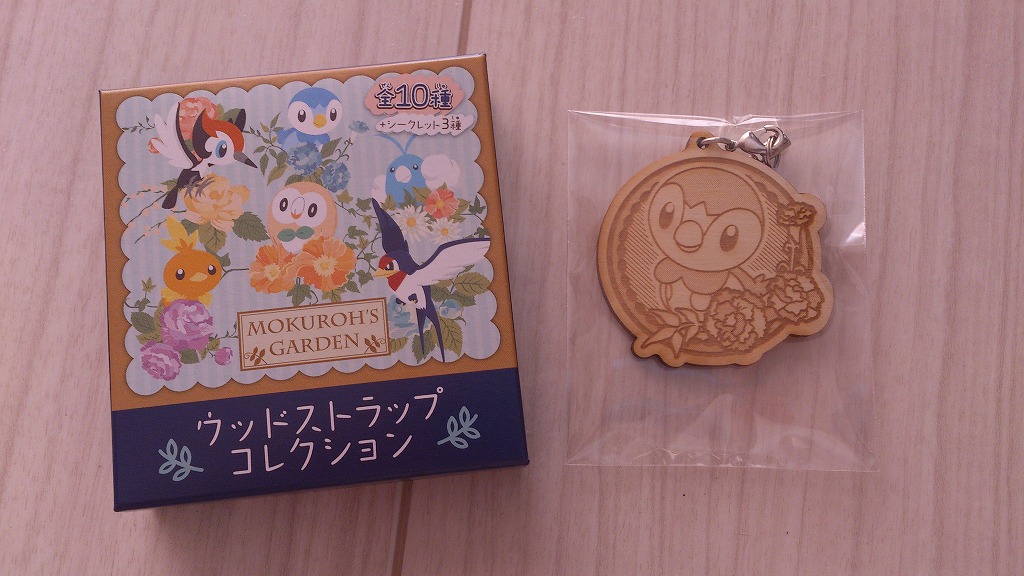 全10種
+シークレット3種
MOKUROH'S
GARDEN
ウッドストラップ
コレクション